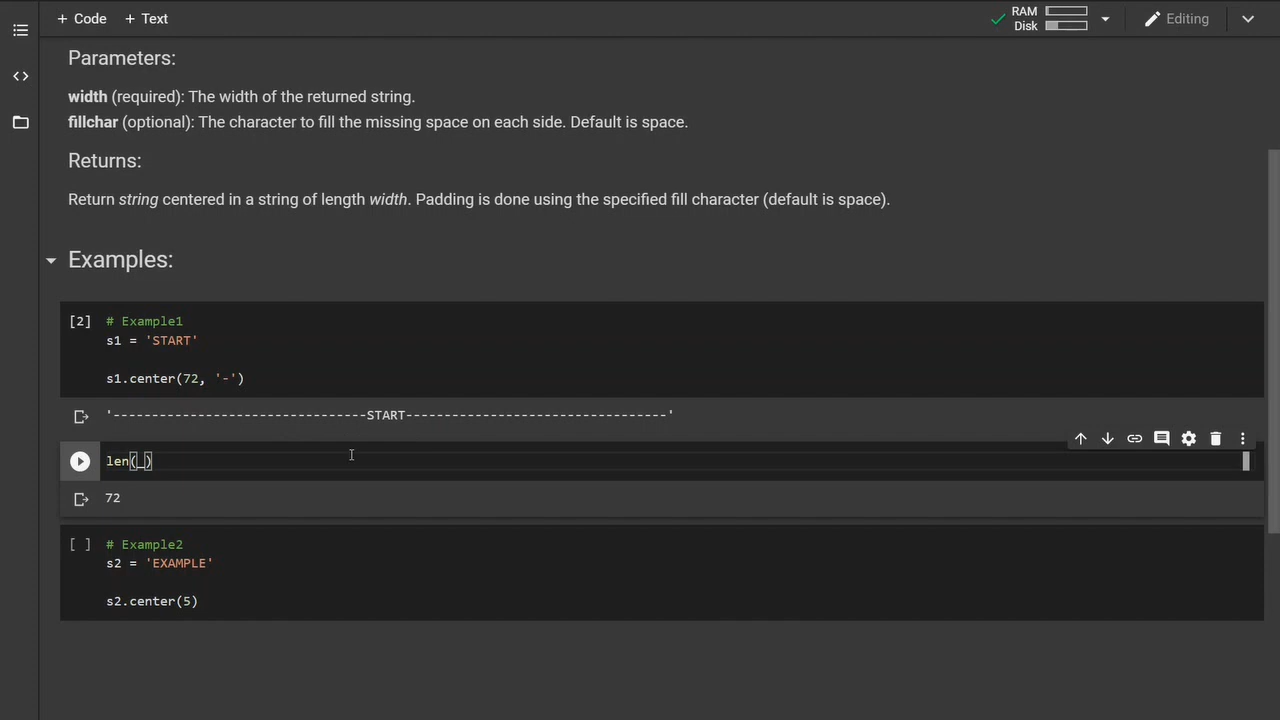 + Code + Text
RAM
Disk
Editing
Parameters:
width (required): The width of the returned string.
fillchar (optional): The character to fill the missing space on each side. Default is space.
Returns:
Return string centered in a string of length width. Padding is done using the specified fill character (default is space).
Examples:
[2] # Example1
s1 = 'START'
s1.center(72, '-')
'---------------------------------START----------------------------------'
len(_)
72
[ ] # Example2
s2 = 'EXAMPLE'
s2.center(5)